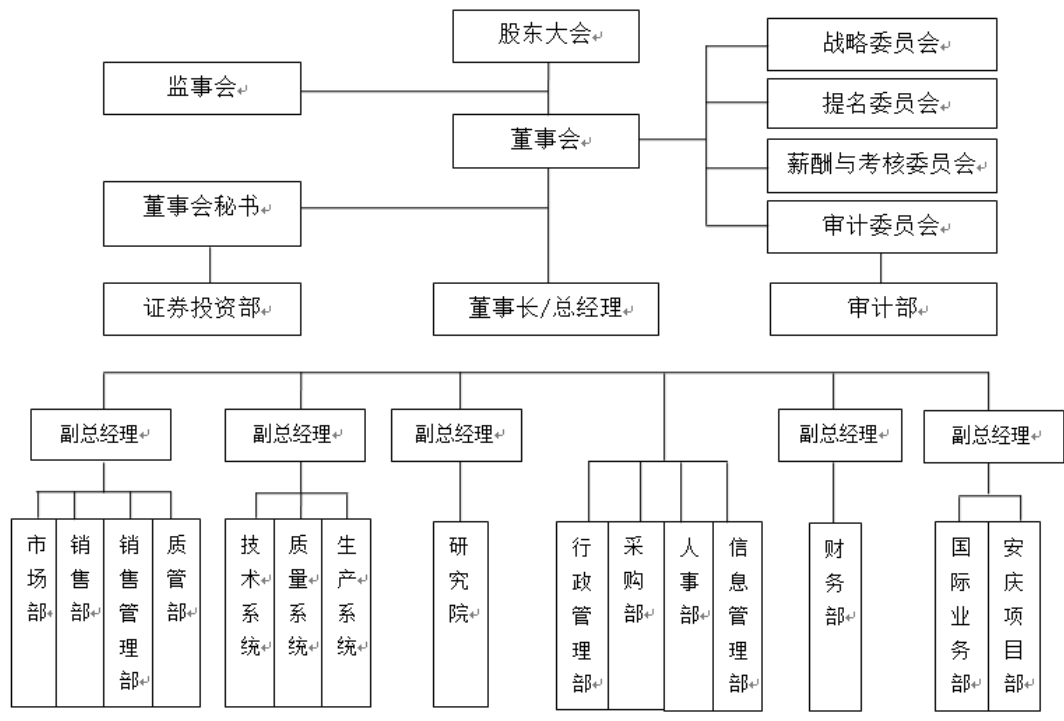 股东大会
战略委员会
监事会
提名委员会
董事会
薪酬与考核委员会
董事会秘书
审计委员会
证券投资部
董事长/总经理
审计部
副总经理
副总经理
副总经理
副总经理
副总经理
市场部
销售部
销售管理部
质管部
技术系统
质量系统
生产系统
研究院
行政管理部
采购部
人事部
信息管理部
财务部
国际业务部
安庆项目部